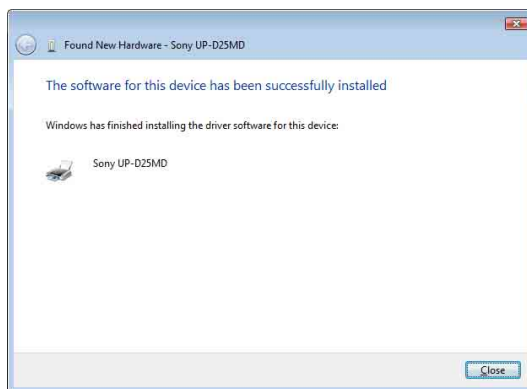 Found New Hardware - Sony UP-D25MD
The software for this device has been successfully installed
Windows has finished installing the driver software for this device:
Sony UP-D25MD
Close